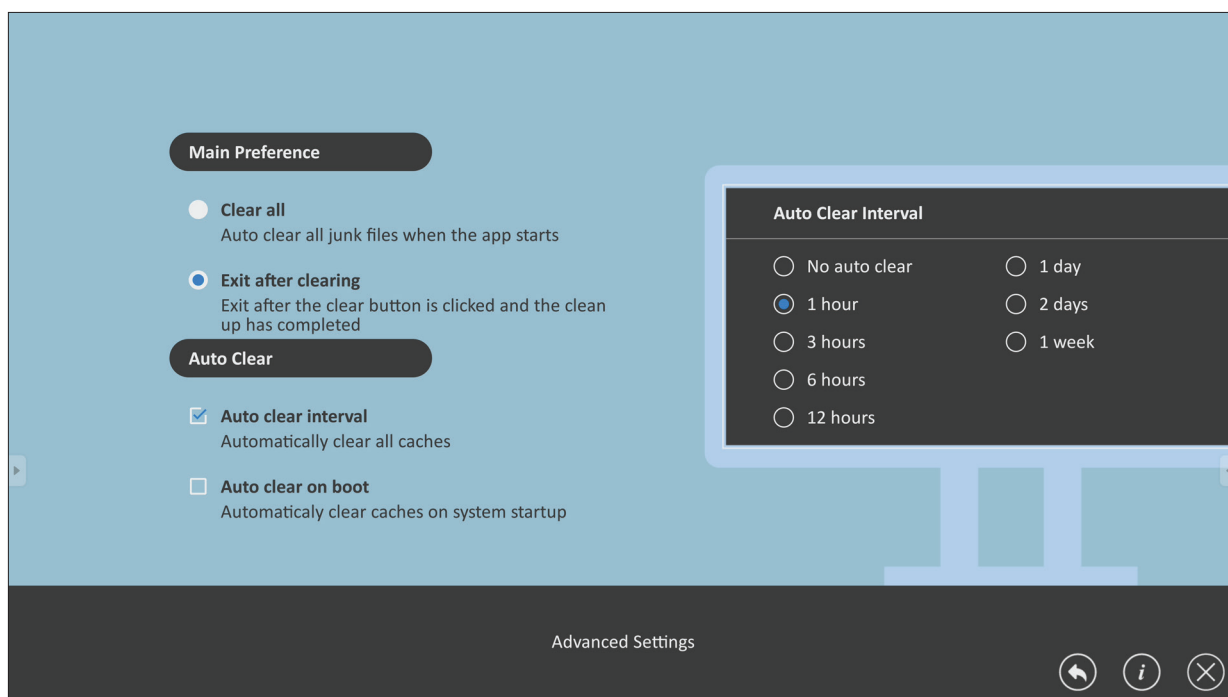 Main Preference
Clear all
Auto clear all junk files when the app starts
Exit after clearing
Exit after the clear button is clicked and the clean
up has completed
Auto Clear
Auto clear interval
Automatically clear all caches
Auto clear on boot
Automaticaly clear caches on system startup
Auto Clear Interval
No auto clear
1 hour
3 hours
6 hours
12 hours
1 day
2 days
1 week
Advanced Settings
i